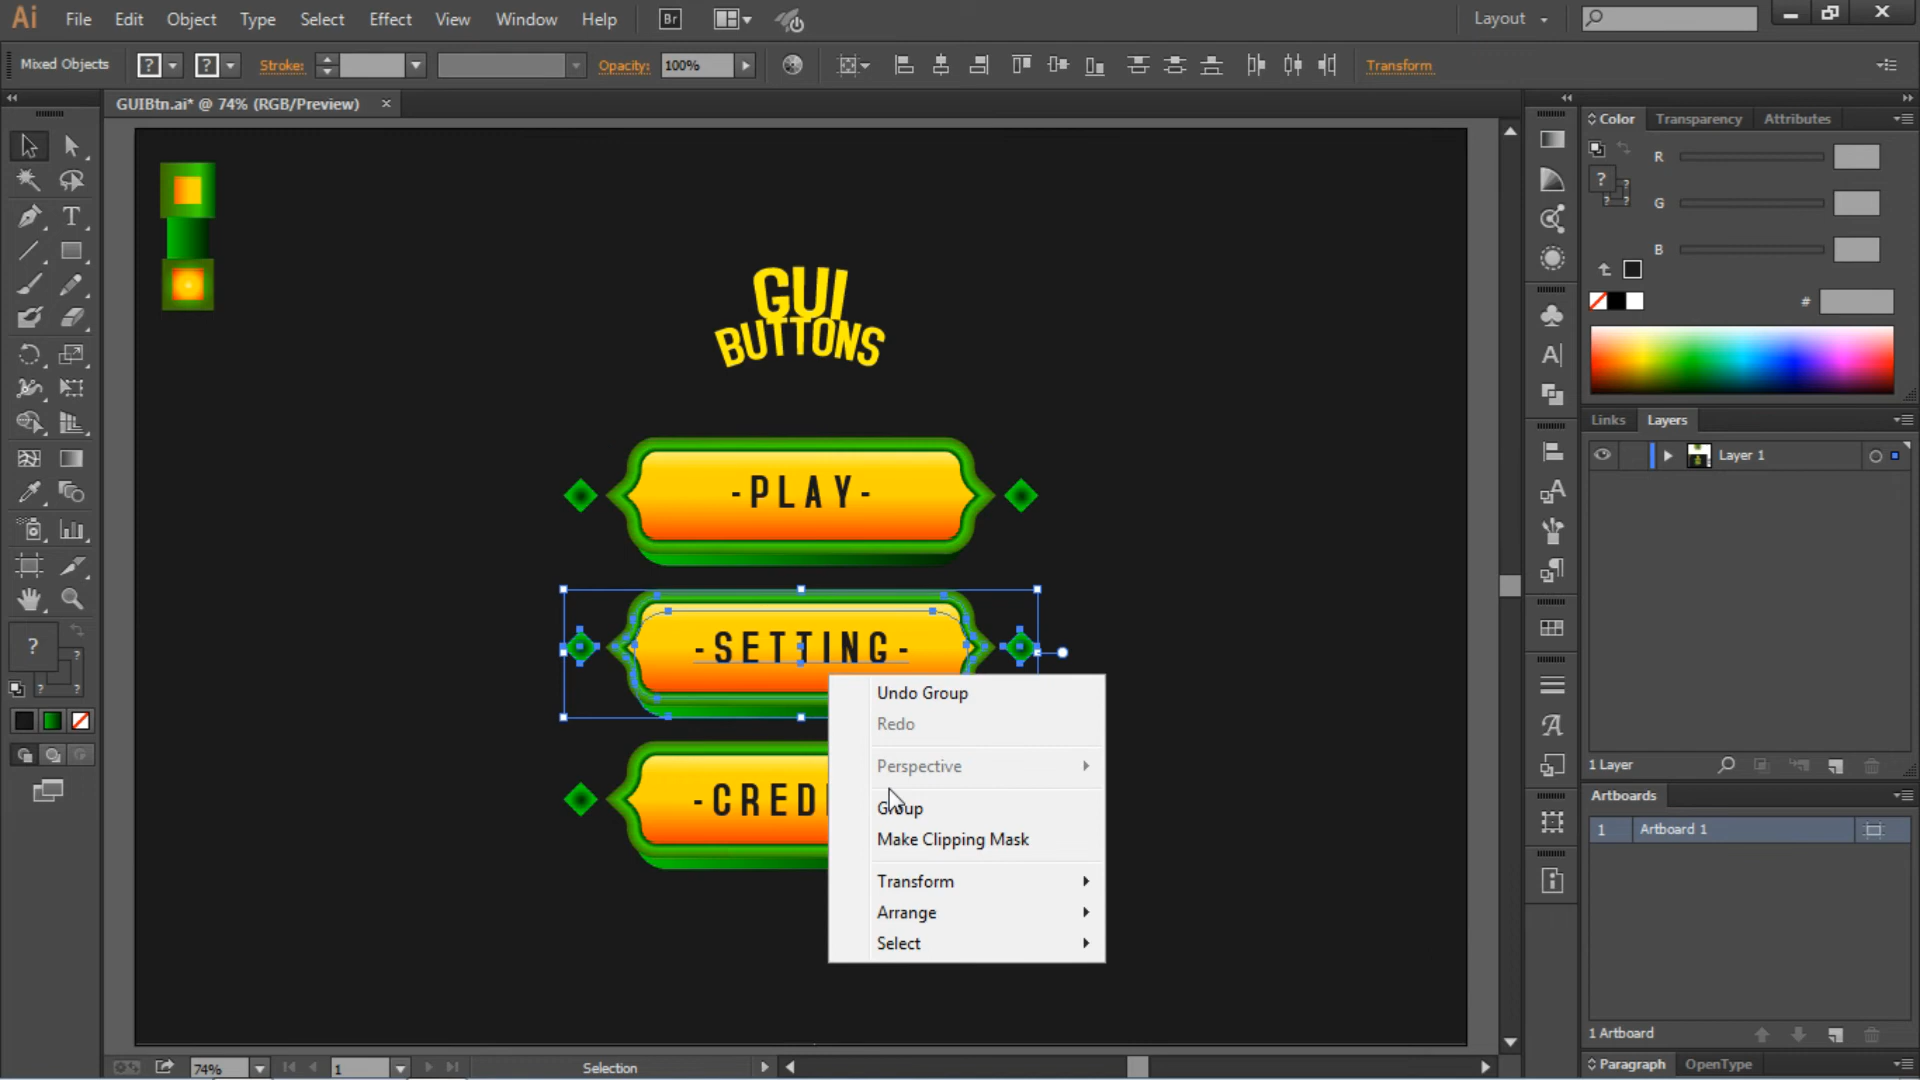 Ai File Edit Object Type Select Effect View Window Help Br Layout
Mixed Objects ? ? Stroke: Opacity: 100% Transform
GUIBtn.ai* @ 74% (RGB/Preview) ×
Color Transparency Attributes
R
G
B
#
GUI
BUTTONS
Links Layers
Layer 1
-PLAY-
-SETTING-
-CREDI
Undo Group
Redo
Perspective
Group
Make Clipping Mask
Transform
Arrange
Select
1 Layer
Artboards
1 Artboard 1
1 Artboard
Paragraph OpenType
74% 1 Selection